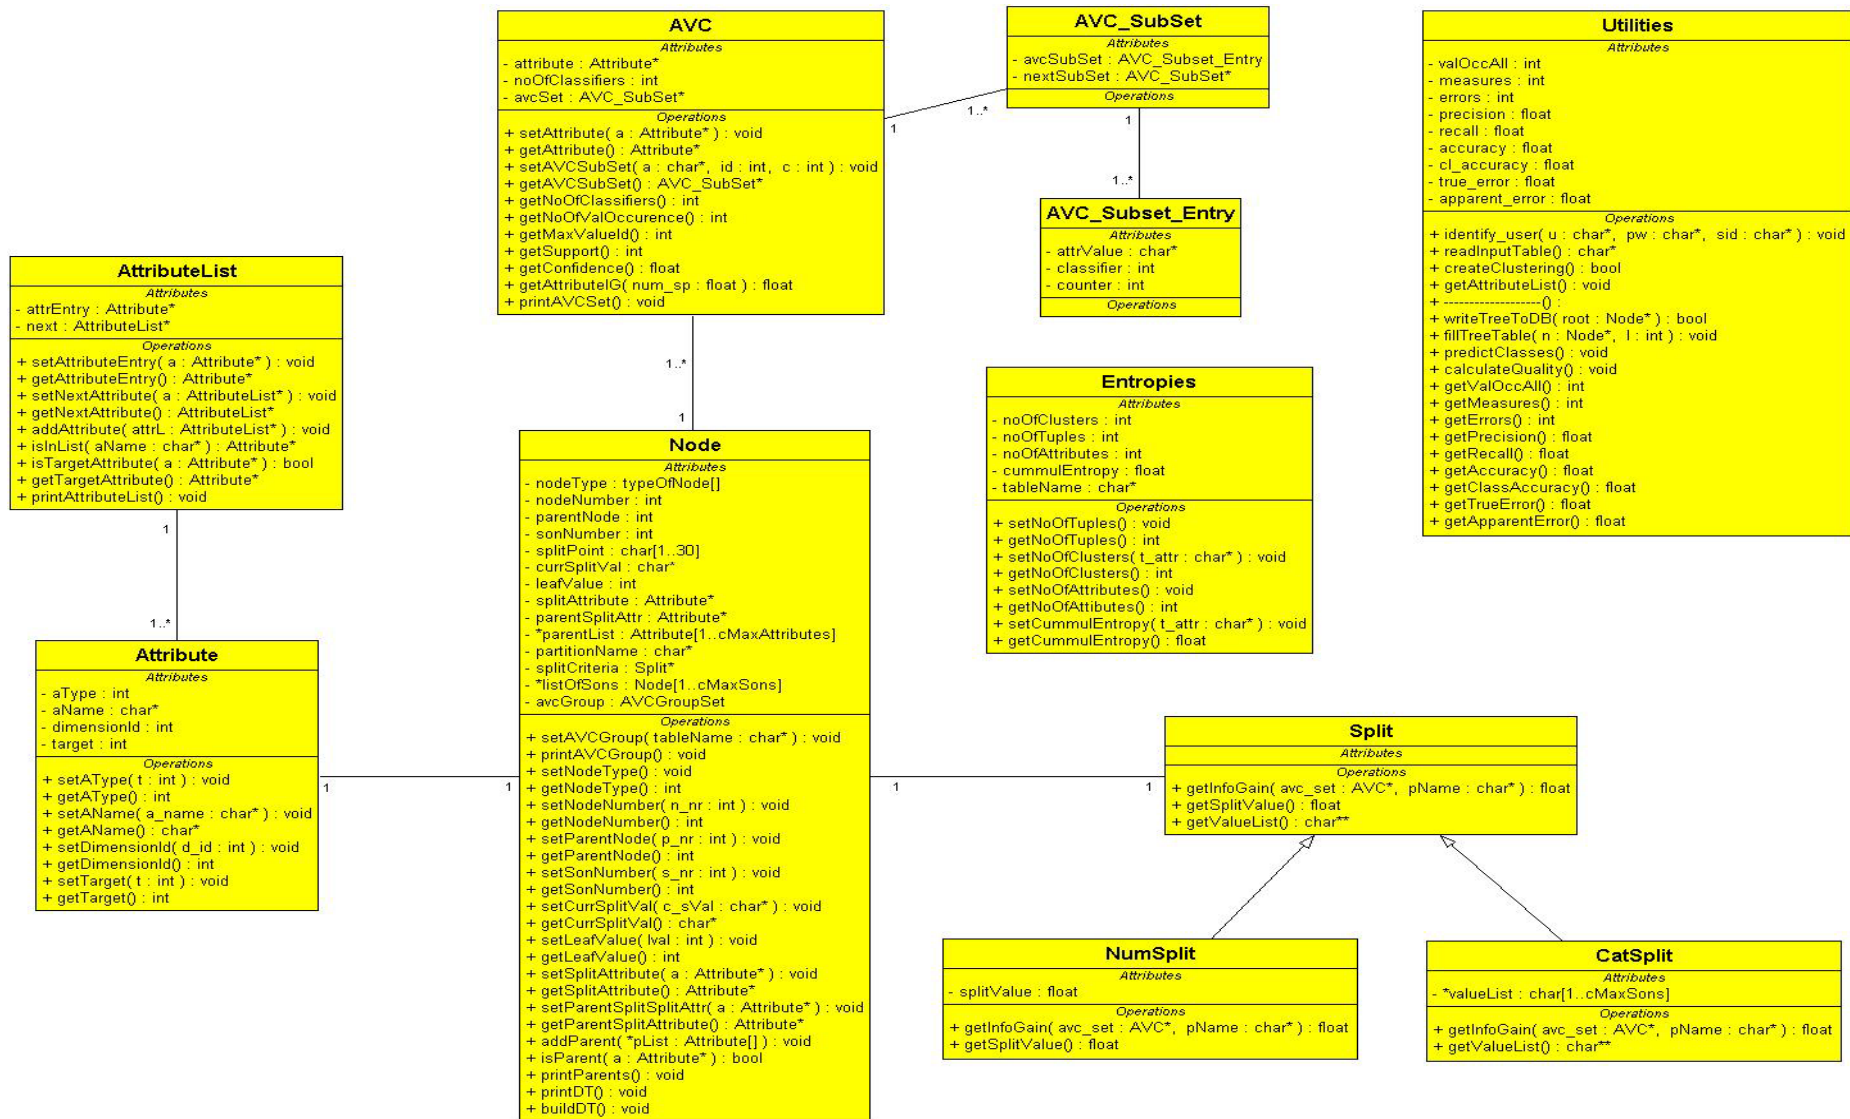 AVC
Attributes
- attribute : Attribute*
- noOfClassifiers : int
- avcSet : AVC_SubSet*
Operations
+ setAttribute( a : Attribute* ) : void
+ getAttribute() : Attribute*
+ setAVCSubSet( a : char*, id : int, c : int ) : void
+ getAVCSubSet() : AVC_SubSet*
+ getNoOfClassifiers() : int
+ getNoOfValOccurence() : int
+ getMaxValueId() : int
+ getSupport() : int
+ getConfidence() : float
+ getAttributeIG( num_sp : float ) : float
+ printAVCSet() : void
1
1..*
AVC_SubSet
Attributes
- avcSubSet : AVC_Subset_Entry
- nextSubSet : AVC_SubSet*
Operations
1
1..*
AVC_Subset_Entry
Attributes
- attrValue : char*
- classifier : int
- counter : int
Operations
Utilities
Attributes
- valOccAll : int
- measures : int
- errors : int
- precision : float
- recall : float
- accuracy : float
- cl_accuracy : float
- true_error : float
- apparent_error : float
Operations
+ identify_user( u : char*, pw : char*, sid : char* ) : void
+ readInputTable() : char*
+ createClustering() : bool
+ getAttributeList() : void
+ -------------------() :
+ writeTreeToDB( root : Node* ) : bool
+ fillTreeTable( n : Node*, l : int ) : void
+ predictClasses() : void
+ calculateQuality() : void
+ getValOccAll() : int
+ getMeasures() : int
+ getErrors() : int
+ getPrecision() : float
+ getRecall() : float
+ getAccuracy() : float
+ getClassAccuracy() : float
+ getTrueError() : float
+ getApparentError() : float
AttributeList
Attributes
- attrEntry : Attribute*
- next : AttributeList*
Operations
+ setAttributeEntry( a : Attribute* ) : void
+ getAttributeEntry() : Attribute*
+ setNextAttribute( a : AttributeList* ) : void
+ getNextAttribute() : AttributeList*
+ addAttribute( attrL : AttributeList* ) : void
+ isInList( aName : char* ) : Attribute*
+ isTargetAttribute( a : Attribute* ) : bool
+ getTargetAttribute() : Attribute*
+ printAttributeList() : void
1
1..*
Attribute
Attributes
- aType : int
- aName : char*
- dimensionId : int
- target : int
Operations
+ setAType( t : int ) : void
+ getAType() : int
+ setAName( a_name : char* ) : void
+ getAName() : char*
+ setDimensionId( d_id : int ) : void
+ getDimensionId() : int
+ setTarget( t : int ) : void
+ getTarget() : int
1
1
1..*
1
Node
Attributes
- nodeType : typeOfNode[]
- nodeNumber : int
- parentNode : int
- sonNumber : int
- splitPoint : char[1..30]
- currSplitVal : char*
- leafValue : int
- splitAttribute : Attribute*
- parentSplitAttr : Attribute*
- *parentList : Attribute[1..cMaxAttributes]
- partitionName : char*
- splitCriteria : Split*
- *listOfSons : Node[1..cMaxSons]
- avcGroup : AVCGroupSet
Operations
+ setAVCGroup( tableName : char* ) : void
+ printAVCGroup() : void
+ setNodeType() : void
+ getNodeType() : int
+ setNodeNumber( n_nr : int ) : void
+ getNodeNumber() : int
+ setParentNode( p_nr : int ) : void
+ getParentNode() : int
+ setSonNumber( s_nr : int ) : void
+ getSonNumber() : int
+ setCurrSplitVal( c_sVal : char* ) : void
+ getCurrSplitVal() : char*
+ setLeafValue( lval : int ) : void
+ getLeafValue() : int
+ setSplitAttribute( a : Attribute* ) : void
+ getSplitAttribute() : Attribute*
+ setParentSplitSplitAttr( a : Attribute* ) : void
+ getParentSplitAttribute() : Attribute*
+ addParent( *pList : Attribute[] ) : void
+ isParent( a : Attribute* ) : bool
+ printParents() : void
+ printDT() : void
+ buildDT() : void
Entropies
Attributes
- noOfClusters : int
- noOfTuples : int
- noOfAttributes : int
- cummulEntropy : float
- tableName : char*
Operations
+ setNoOfTuples() : void
+ getNoOfTuples() : int
+ setNoOfClusters( t_attr : char* ) : void
+ getNoOfClusters() : int
+ setNoOfAttributes() : void
+ getNoOfAttibutes() : int
+ setCummulEntropy( t_attr : char* ) : void
+ getCummulEntropy() : float
1
1
Split
Attributes
Operations
+ getInfoGain( avc_set : AVC*, pName : char* ) : float
+ getSplitValue() : float
+ getValueList() : char**
NumSplit
Attributes
- splitValue : float
Operations
+ getInfoGain( avc_set : AVC*, pName : char* ) : float
+ getSplitValue() : float
CatSplit
Attributes
- *valueList : char[1..cMaxSons]
Operations
+ getInfoGain( avc_set : AVC*, pName : char* ) : float
+ getValueList() : char**